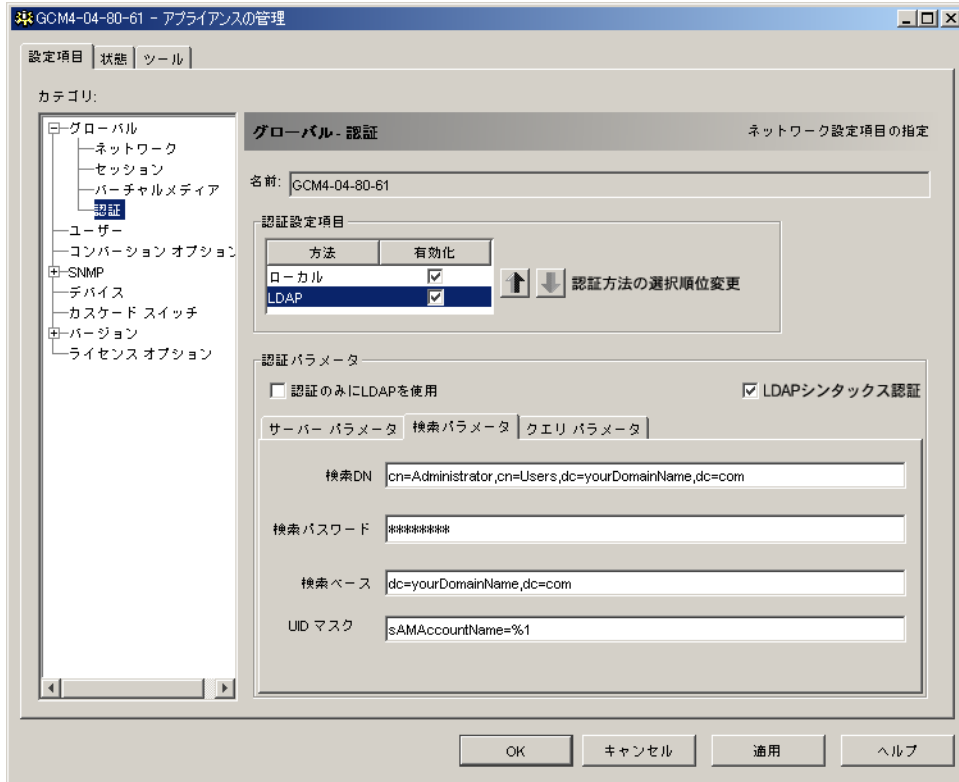 GCM4-04-80-61 - アプライアンスの管理
設定項目 状態 ツール
カテゴリ:
グローバル
ネットワーク
セッション
バーチャルメディア
認証
ユーザー
コンバーション オプション
SNMP
デバイス
カスケード スイッチ
バージョン
ライセンス オプション
グローバル - 認証 ネットワーク設定項目の指定
名前: GCM4-04-80-61
認証設定項目
方法 有効化
ローカル
LDAP
認証方法の選択順位変更
認証パラメータ
認証のみにLDAPを使用 LDAPシンタックス認証
サーバー パラメータ 検索パラメータ クエリ パラメータ
検索DN cn=Administrator,cn=Users,dc=yourDomainName,dc=com
検索パスワード ********
検索ベース dc=yourDomainName,dc=com
UID マスク sAMAccountName=%1
OK キャンセル 適用 ヘルプ